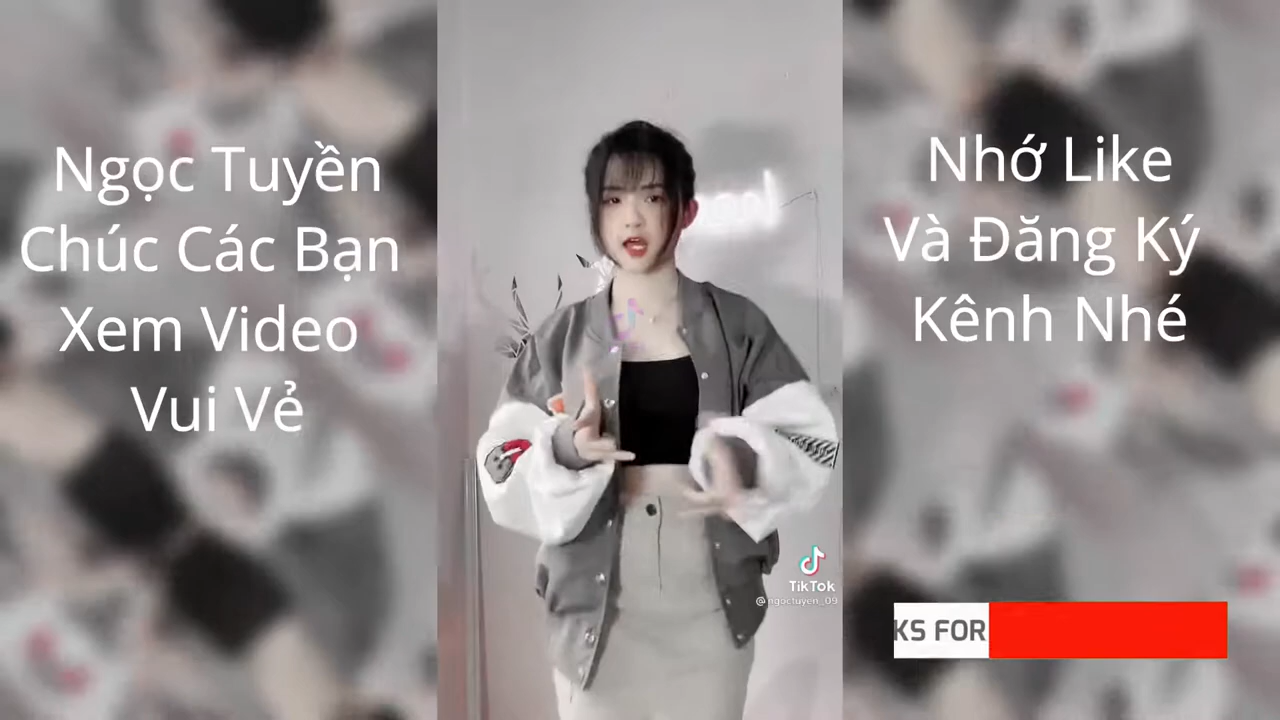 Ngọc Tuyền
Chúc Các Bạn
Xem Video
Vui Vẻ
Nhớ Like
Và Đăng Ký
Kênh Nhé
TikTok
@ngoctuyen_09
KS FOR